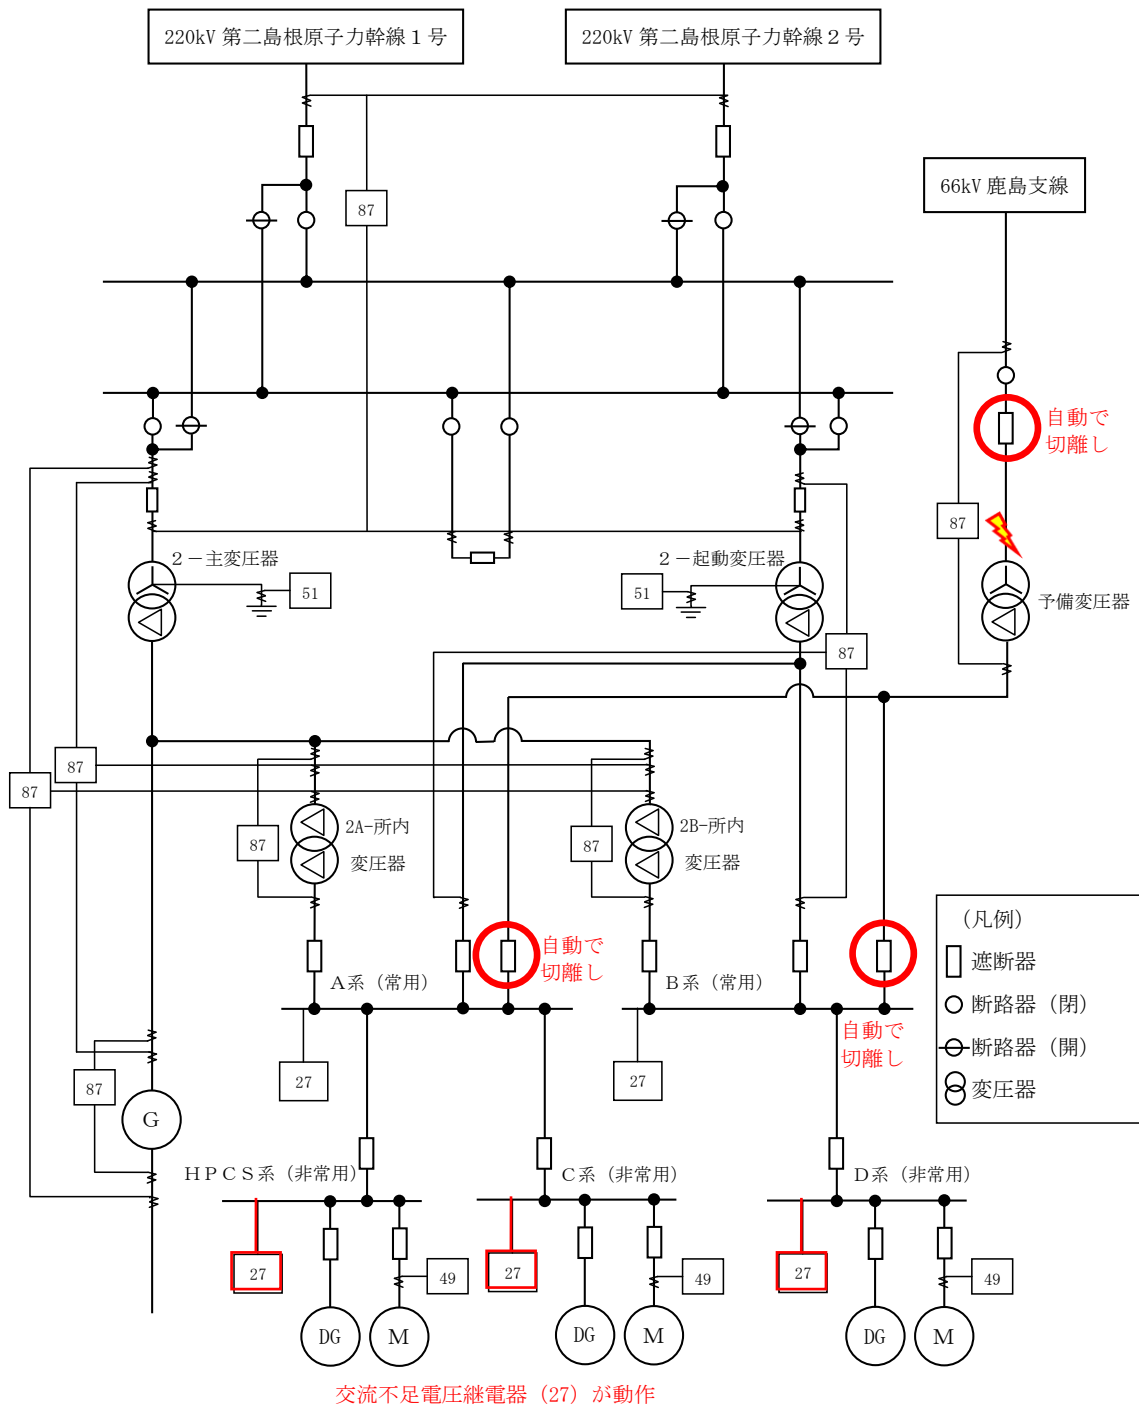 220kV 第二島根原子力幹線１号
220kV 第二島根原子力幹線２号
66kV 鹿島支線
87
自動で
切離し
87
２－主変圧器
51
２－起動変圧器
51
予備変圧器
87
87
87
87
2A-所内
変圧器
87
2B-所内
変圧器
自動で
切離し
Ａ系（常用）
Ｂ系（常用）
自動で
切離し
（凡例）
遮断器
断路器（閉）
断路器（開）
変圧器
27
27
87
G
ＨＰＣＳ系（非常用）
Ｃ系（非常用）
Ｄ系（非常用）
27
49
27
49
27
49
DG
M
DG
M
DG
M
交流不足電圧継電器（27）が動作